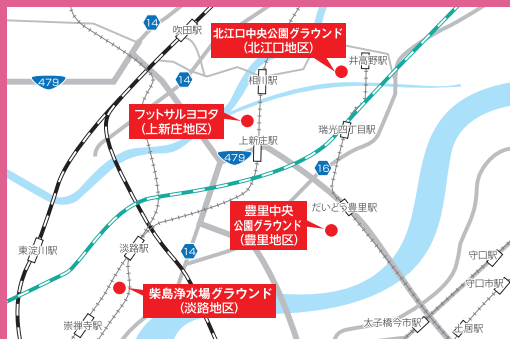 14
吹田駅
北江口中央公園グラウンド
(北江口地区)
井高野駅
479
14
相川駅
フットサルヨコタ
(上新庄地区)
瑞光四丁目駅
上新庄駅
479
16
豊里中央
公園グラウンド
(豊里地区)
だいどう豊里駅
東淀川駅
淡路駅
14
守口駅
守口市駅
柴島浄水場グラウンド
(淡路地区)
崇禅寺駅
太子橋今市駅
土居駅